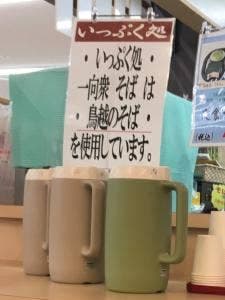 いっぷく処
・いっぷく処・
一向衆 そば は
・鳥越のそば・
を使用しています。